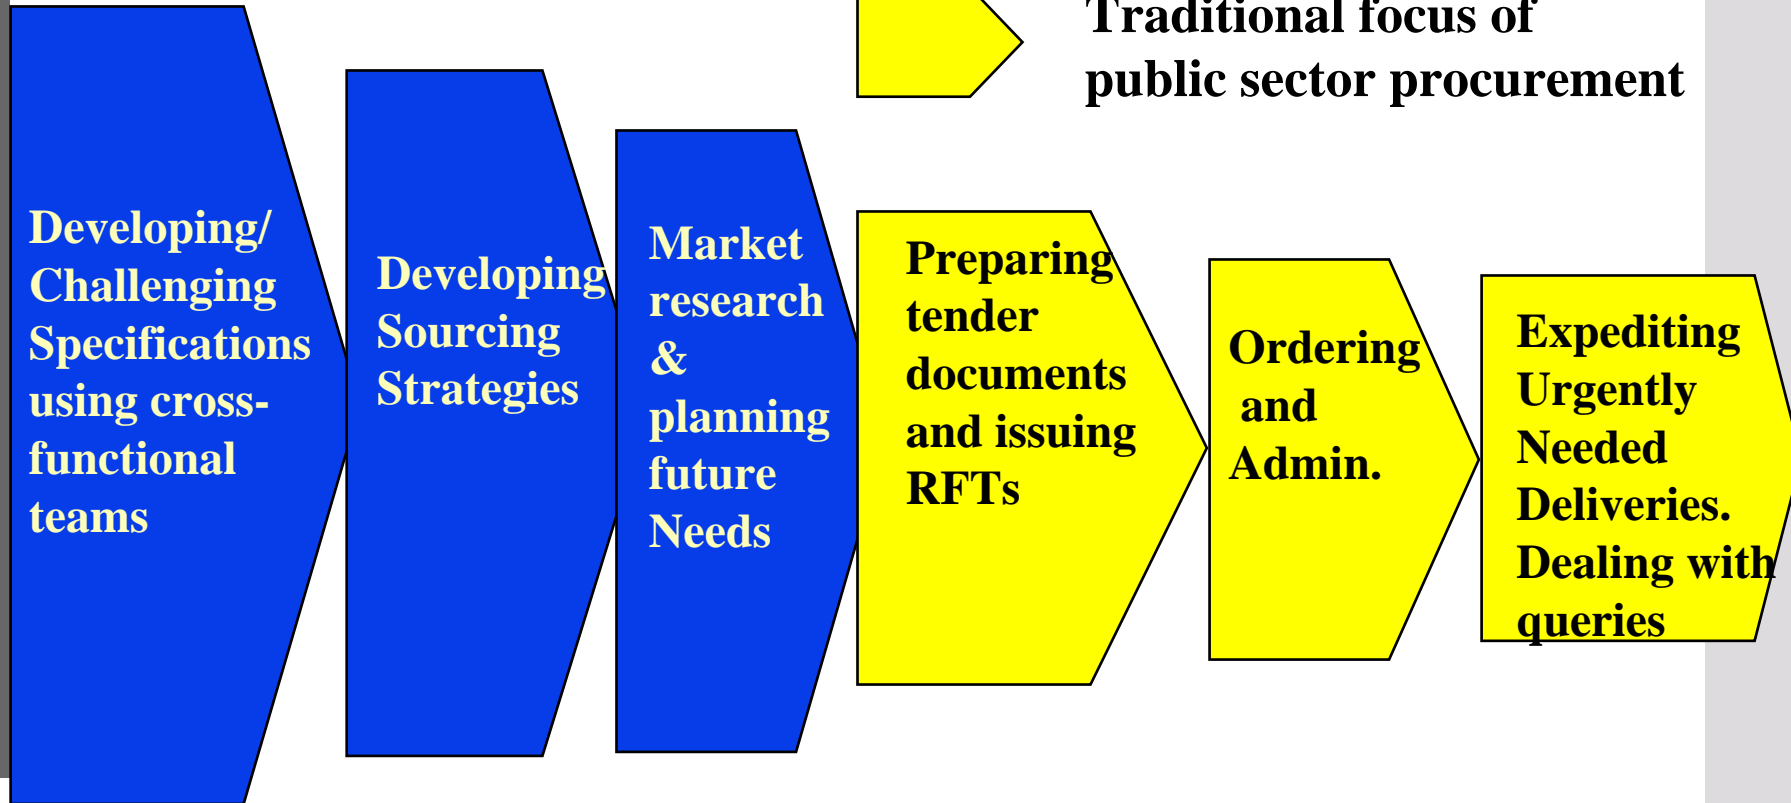 Traditional focus of
public sector procurement
Developing/
Challenging
Specifications
using cross-
functional
teams
Developing
Sourcing
Strategies
Market
research
&
planning
future
Needs
Preparing
tender
documents
and issuing
RFTs
Ordering
and
Admin.
Expediting
Urgently
Needed
Deliveries.
Dealing with
queries